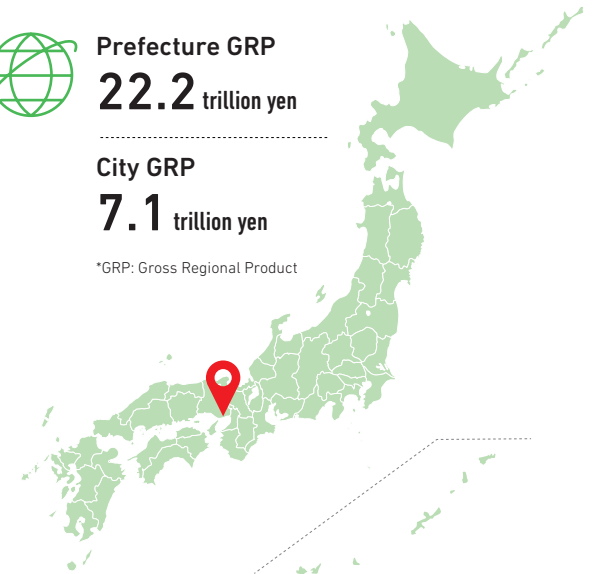 Prefecture GRP
22.2 trillion yen
City GRP
7.1 trillion yen
*GRP: Gross Regional Product